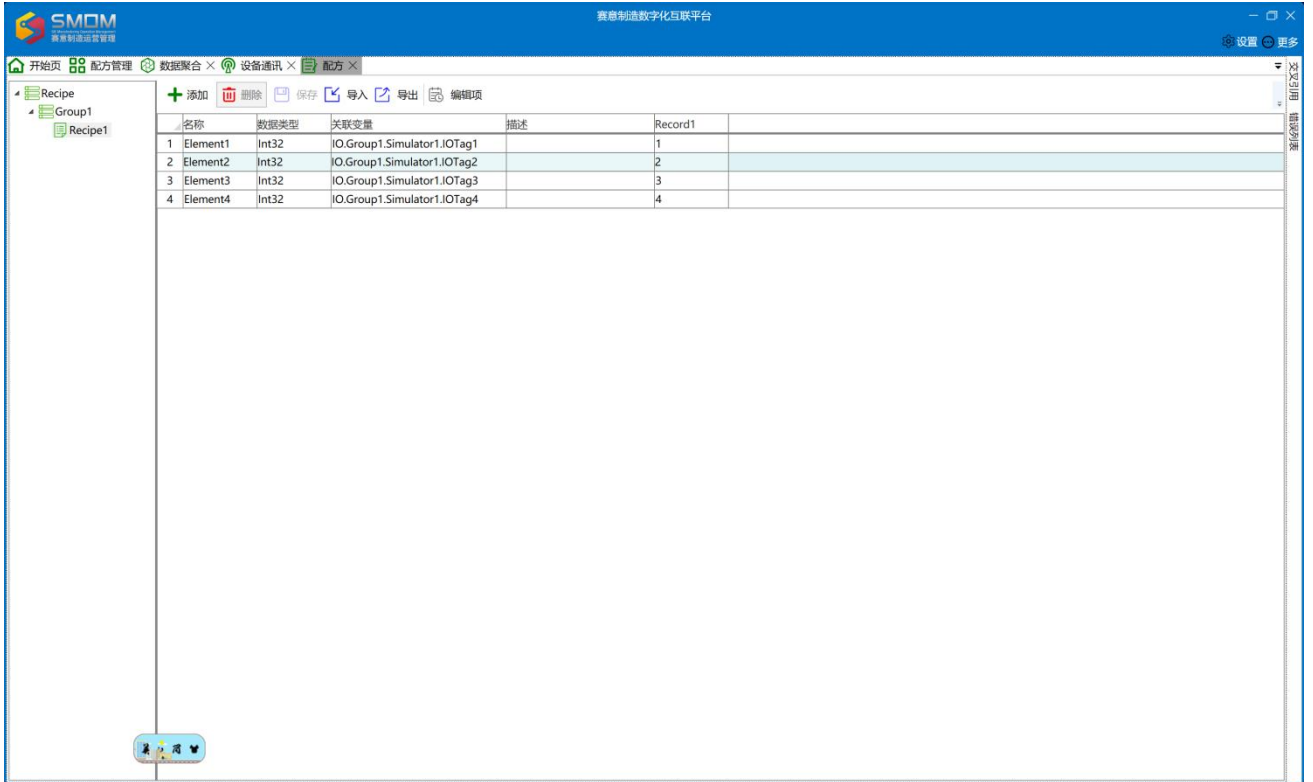 SMOM
赛意制造运营管理
赛意制造数字化互联平台
设置 更多
开始页 配方管理 数据聚合 设备通讯 配方
交叉引用
错误列表
Recipe
Group1
Recipe1
添加 删除 保存 导入 导出 编辑项
名称 数据类型 关联变量 描述 Record1
1 Element1 Int32 IO.Group1.Simulator1.IOTag1 1
2 Element2 Int32 IO.Group1.Simulator1.IOTag2 2
3 Element3 Int32 IO.Group1.Simulator1.IOTag3 3
4 Element4 Int32 IO.Group1.Simulator1.IOTag4 4